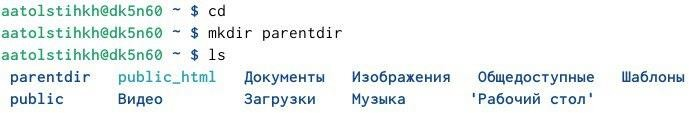 aatolstihkh@dk5n60 ~ $ cd
aatolstihkh@dk5n60 ~ $ mkdir parentdir
aatolstihkh@dk5n60 ~ $ ls
parentdir public_html Документы Изображения Общедоступные Шаблоны
public Видео Загрузки Музыка 'Рабочий стол'